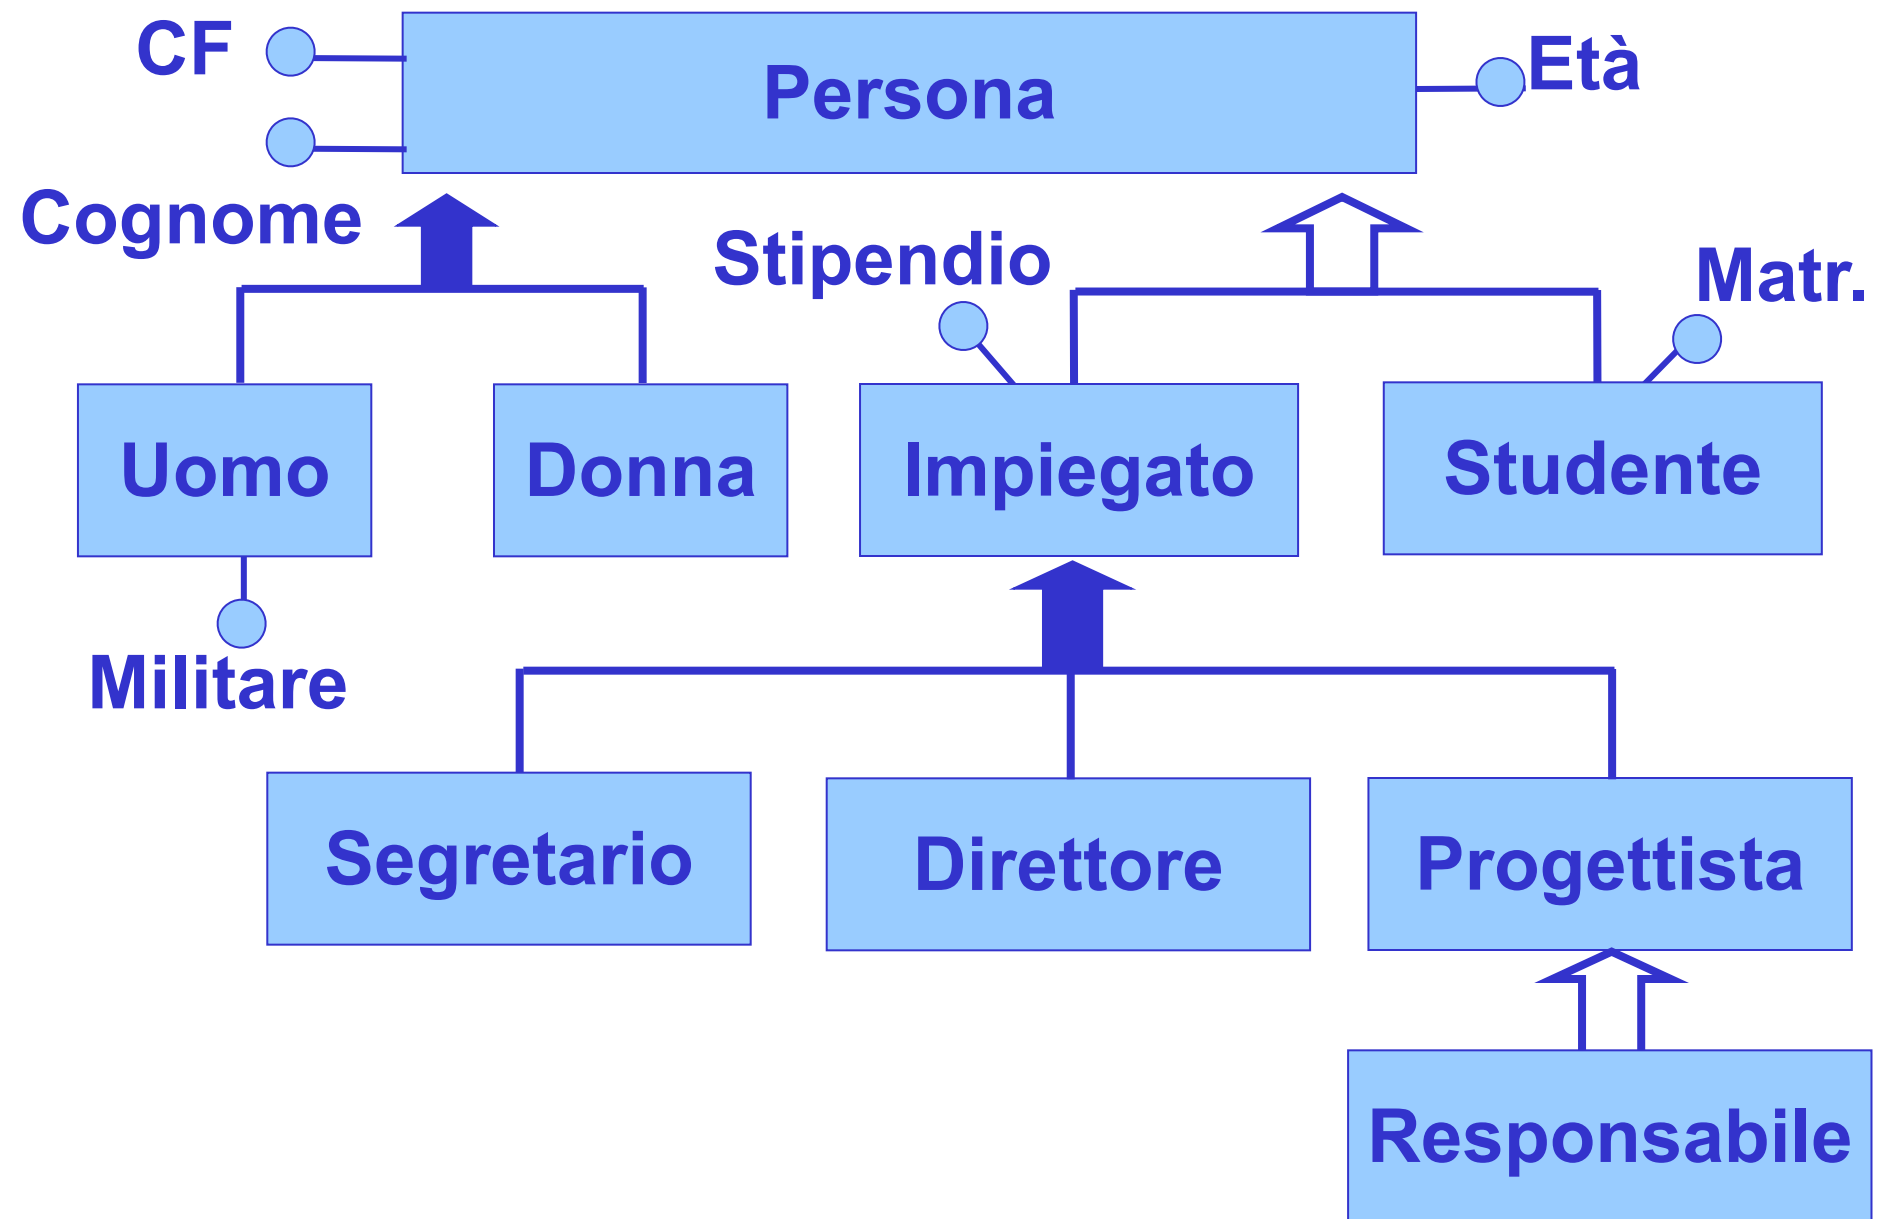 CF
Persona
Età
Cognome
Stipendio
Matr.
Uomo
Donna
Impiegato
Studente
Militare
Segretario
Direttore
Progettista
Responsabile